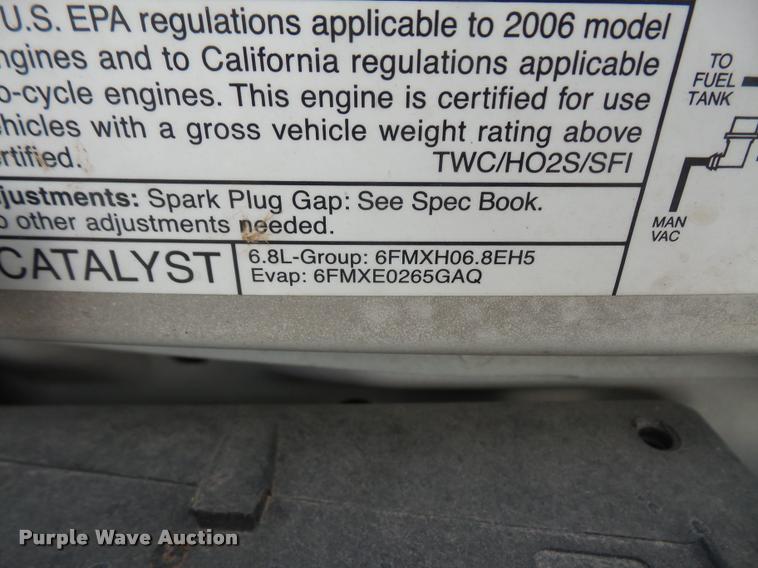 U.S. EPA regulations applicable to 2006 model
ngines and to California regulations applicable
o-cycle engines. This engine is certified for use
ehicles with a gross vehicle weight rating above
rtified. TWC/HO2S/SFI
djustments: Spark Plug Gap: See Spec Book.
o other adjustments needed.
CATALYST
6.8L-Group: 6FMXH06.8EH5
Evap: 6FMXE0265GAQ
TO
FUEL
TANK
MAN
VAC
Purple Wave Auction